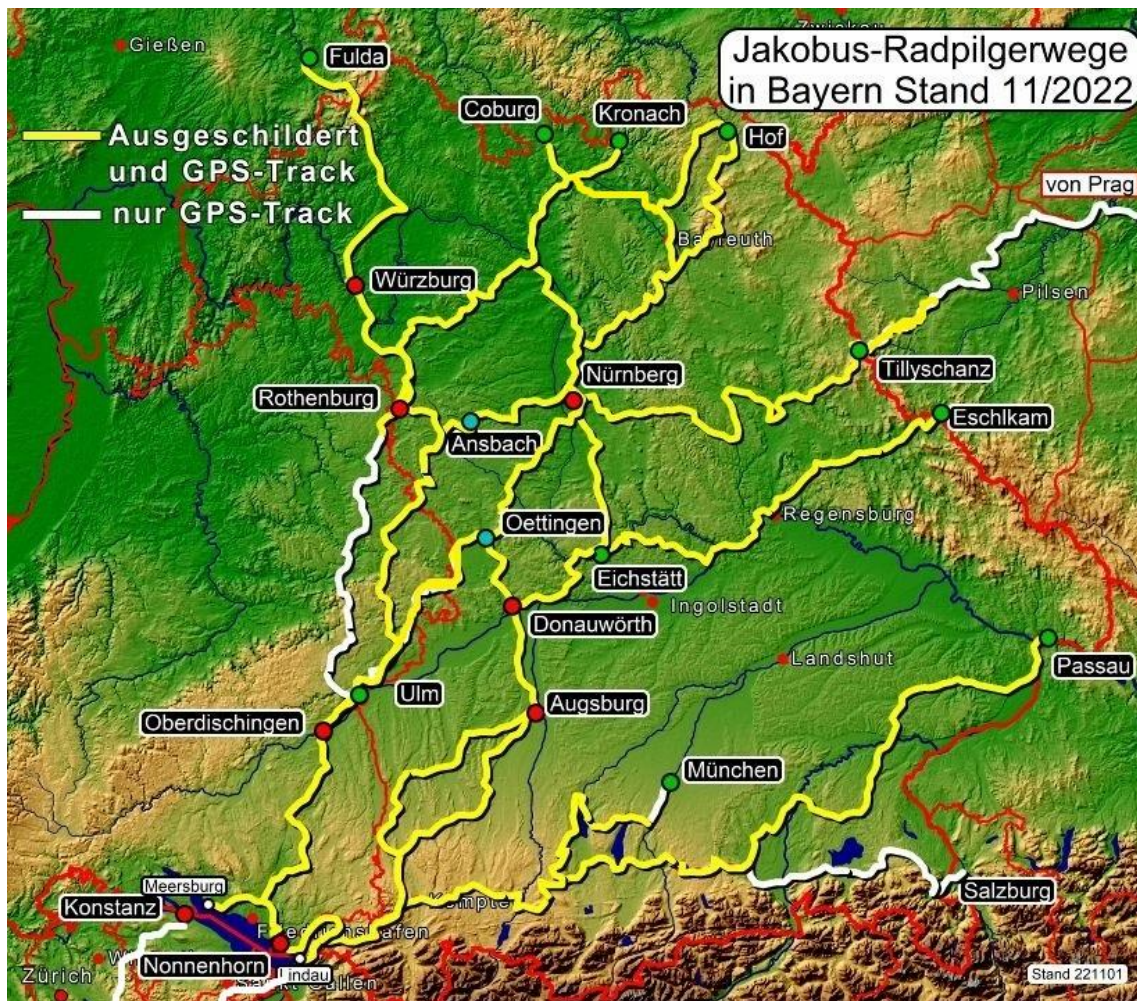 Gießen
Zwickau
Jakobus-Radpilgerwege
in Bayern Stand 11/2022
Fulda
Coburg
Kronach
Hof
Ausgeschildert
und GPS-Track
nur GPS-Track
von Prag
Bayreuth
Würzburg
Pilsen
Tillyschanz
Nürnberg
Rothenburg
Ansbach
Eschlkam
Oettingen
Regensburg
Eichstätt
Ingolstadt
Donauwörth
Landshut
Passau
Ulm
Augsburg
Oberdischingen
München
Meersburg
Konstanz
Salzburg
Nonnenhorn
Lindau
Zürich
Stand 221101